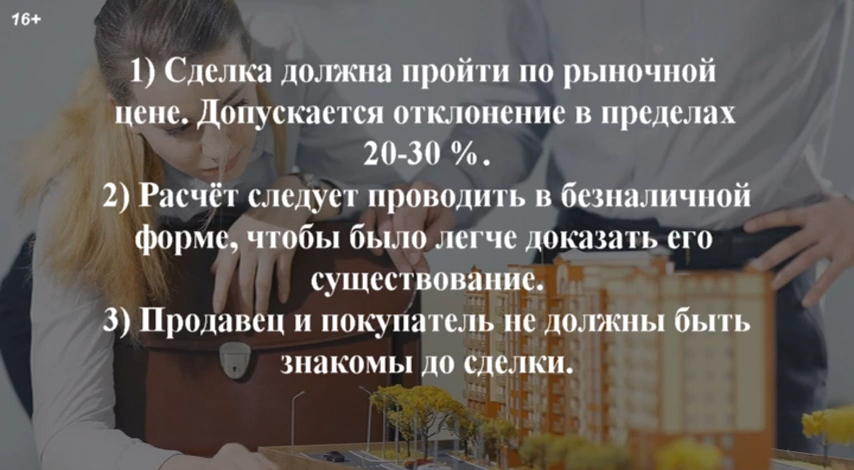 16+
1) Сделка должна пройти по рыночной
цене. Допускается отклонение в пределах
20-30 %.
2) Расчёт следует проводить в безналичной
форме, чтобы было легче доказать его
существование.
3) Продавец и покупатель не должны быть
знакомы до сделки.